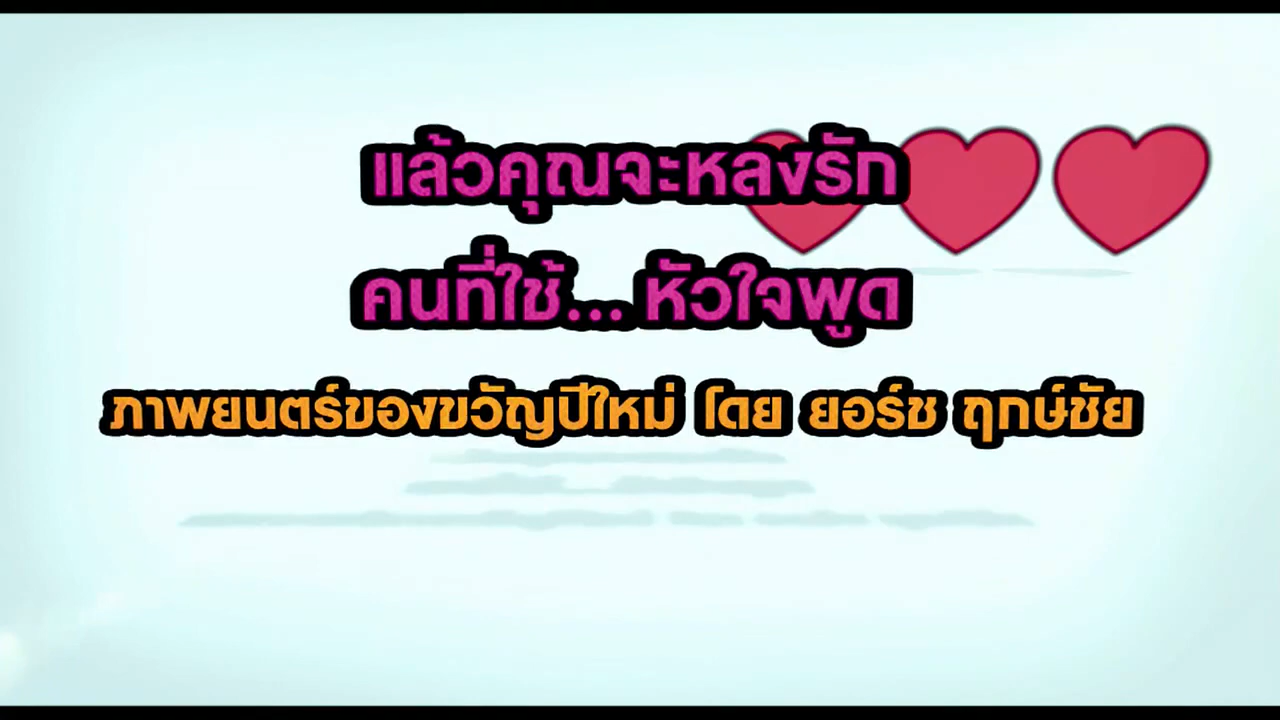 แล้วคุณจะหลงรัก
คนที่ใช้... หัวใจพูด
ภาพยนตร์ของขวัญปีใหม่ โดย ยอร์ช ฤกษ์ชัย